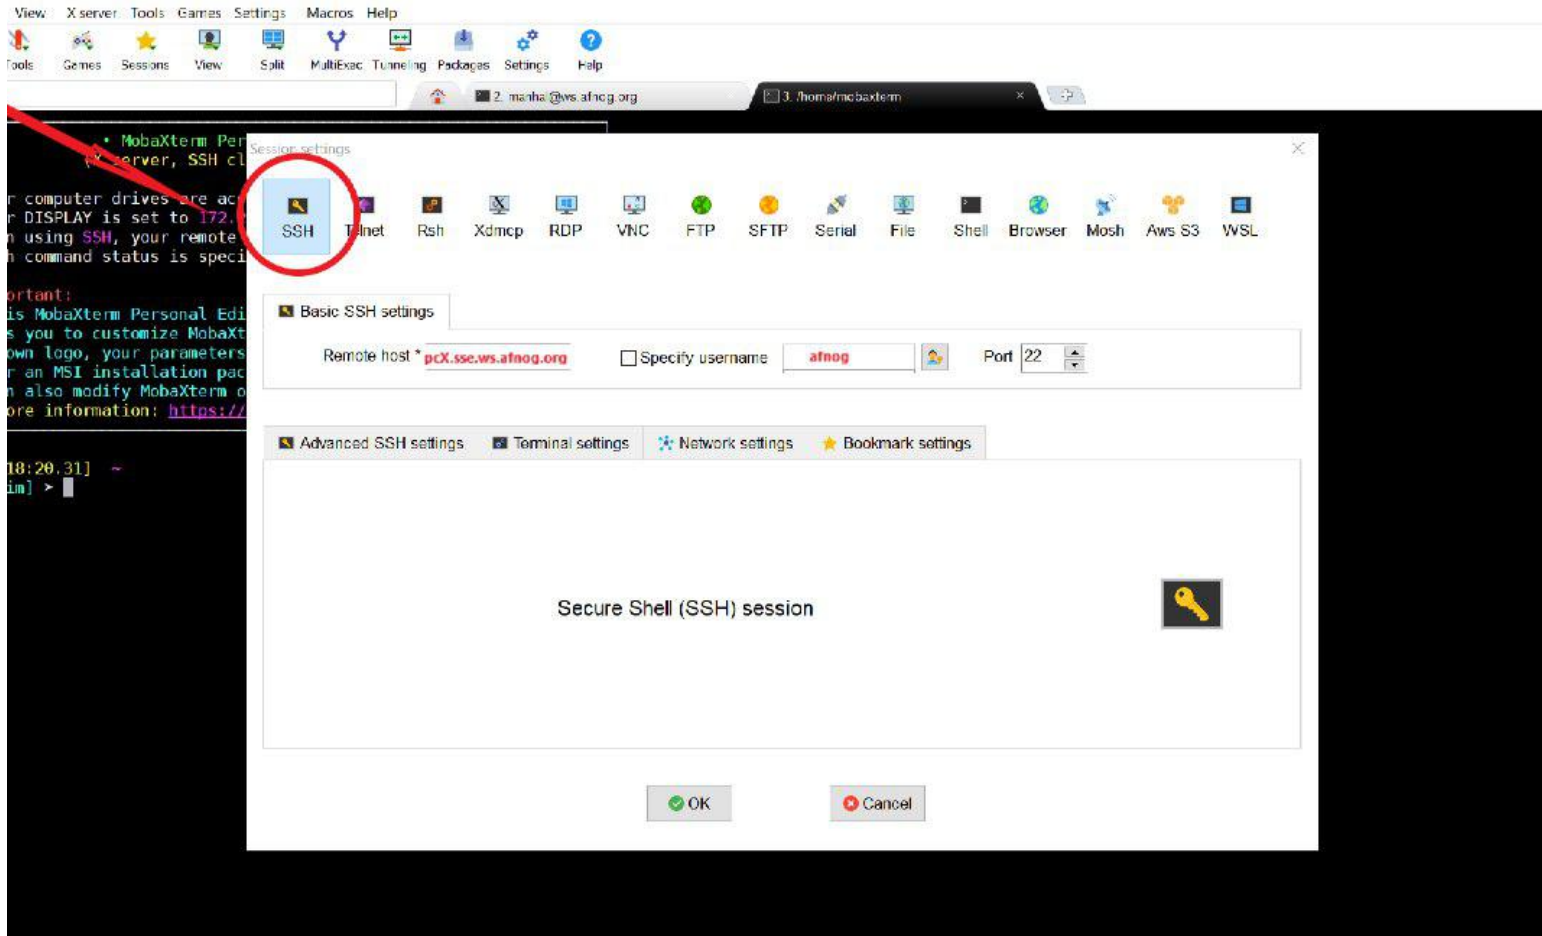 View X server Tools Games Settings Macros Help
Tools Games Sessions View Split MultiExec Tunneling Packages Settings Help
2. manhal@ws.afnog.org
3. /home/mobaxterm
• MobaXterm Per
(X server, SSH cl
r computer drives are ac
r DISPLAY is set to 172.
n using SSH, your remote
h command status is speci
ortant:
is MobaXterm Personal Edi
s you to customize MobaXt
own logo, your parameters
r an MSI installation pac
n also modify MobaXterm o
ore information: https://
18:20.31] ~
im] ➤
Session settings
SSH Telnet Rsh Xdmcp RDP VNC FTP SFTP Serial File Shell Browser Mosh Aws S3 WSL
Basic SSH settings
Remote host * pcX.sse.ws.afnog.org Specify username afnog Port 22
Advanced SSH settings Terminal settings Network settings Bookmark settings
Secure Shell (SSH) session
OK Cancel